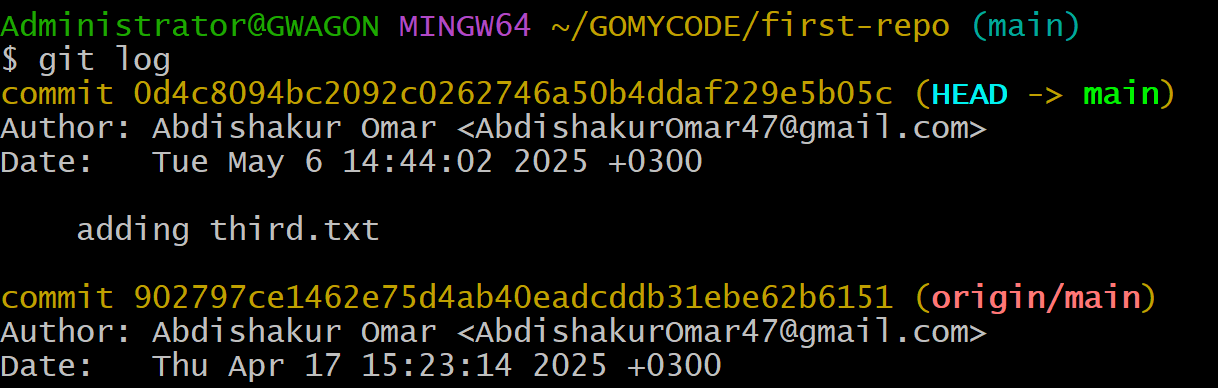 Administrator@GWAGON MINGW64 ~/GOMYCODE/first-repo (main)
$ git log
commit 0d4c8094bc2092c0262746a50b4ddaf229e5b05c (HEAD -> main)
Author: Abdishakur Omar <AbdishakurOmar47@gmail.com>
Date:   Tue May 6 14:44:02 2025 +0300
    adding third.txt
commit 902797ce1462e75d4ab40eadcddb31ebe62b6151 (origin/main)
Author: Abdishakur Omar <AbdishakurOmar47@gmail.com>
Date:   Thu Apr 17 15:23:14 2025 +0300